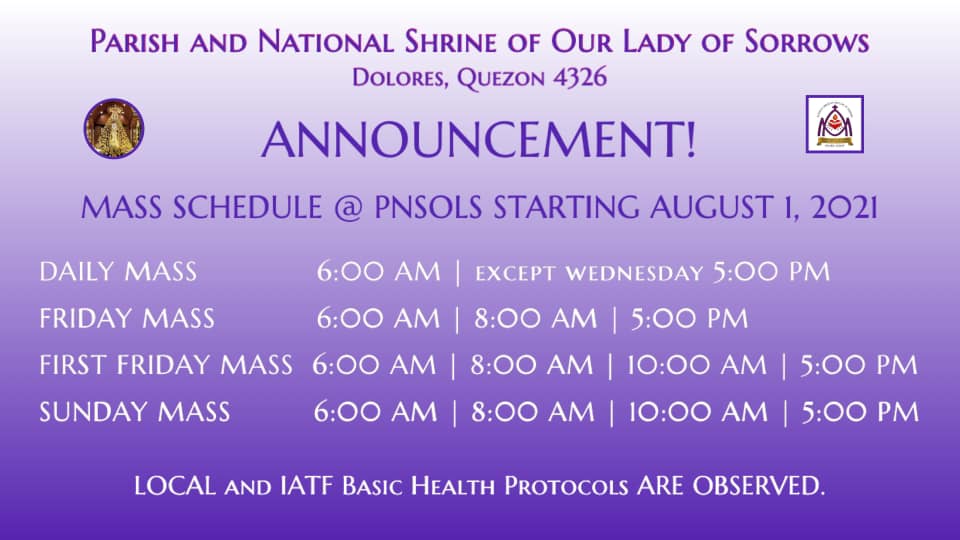 PARISH AND NATIONAL SHRINE OF OUR LADY OF SORROWS
DOLORES, QUEZON 4326
ANNOUNCEMENT!
MASS SCHEDULE @ PNSOLS STARTING AUGUST 1, 2021
DAILY MASS 6:00 AM | EXCEPT WEDNESDAY 5:00 PM
FRIDAY MASS 6:00 AM | 8:00 AM | 5:00 PM
FIRST FRIDAY MASS 6:00 AM | 8:00 AM | 10:00 AM | 5:00 PM
SUNDAY MASS 6:00 AM | 8:00 AM | 10:00 AM | 5:00 PM
LOCAL AND IATF BASIC HEALTH PROTOCOLS ARE OBSERVED.